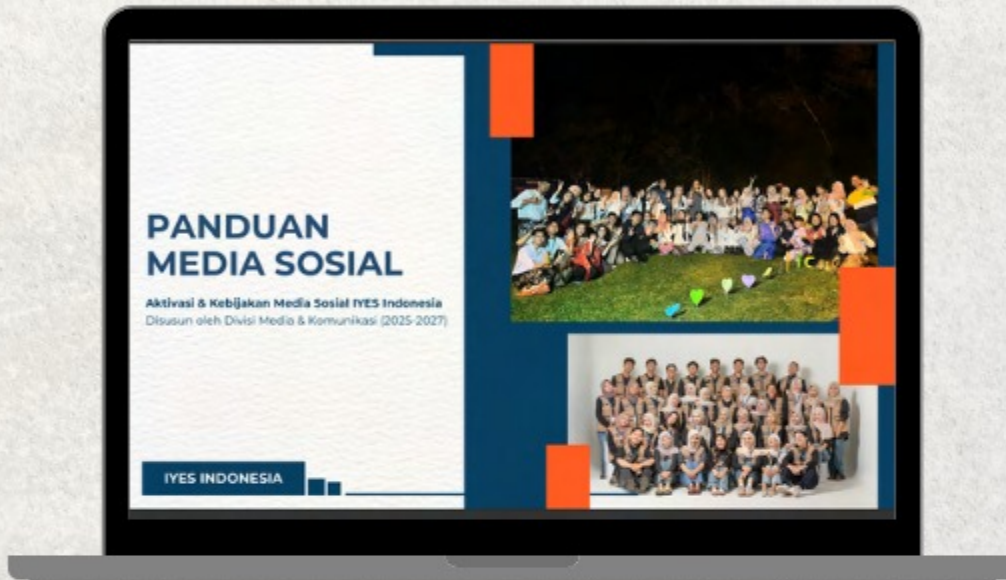 PANDUAN
MEDIA SOSIAL
Aktivasi & Kebijakan Media Sosial IYES Indonesia
Disusun oleh Divisi Media & Komunikasi (2025-2027)
IYES INDONESIA